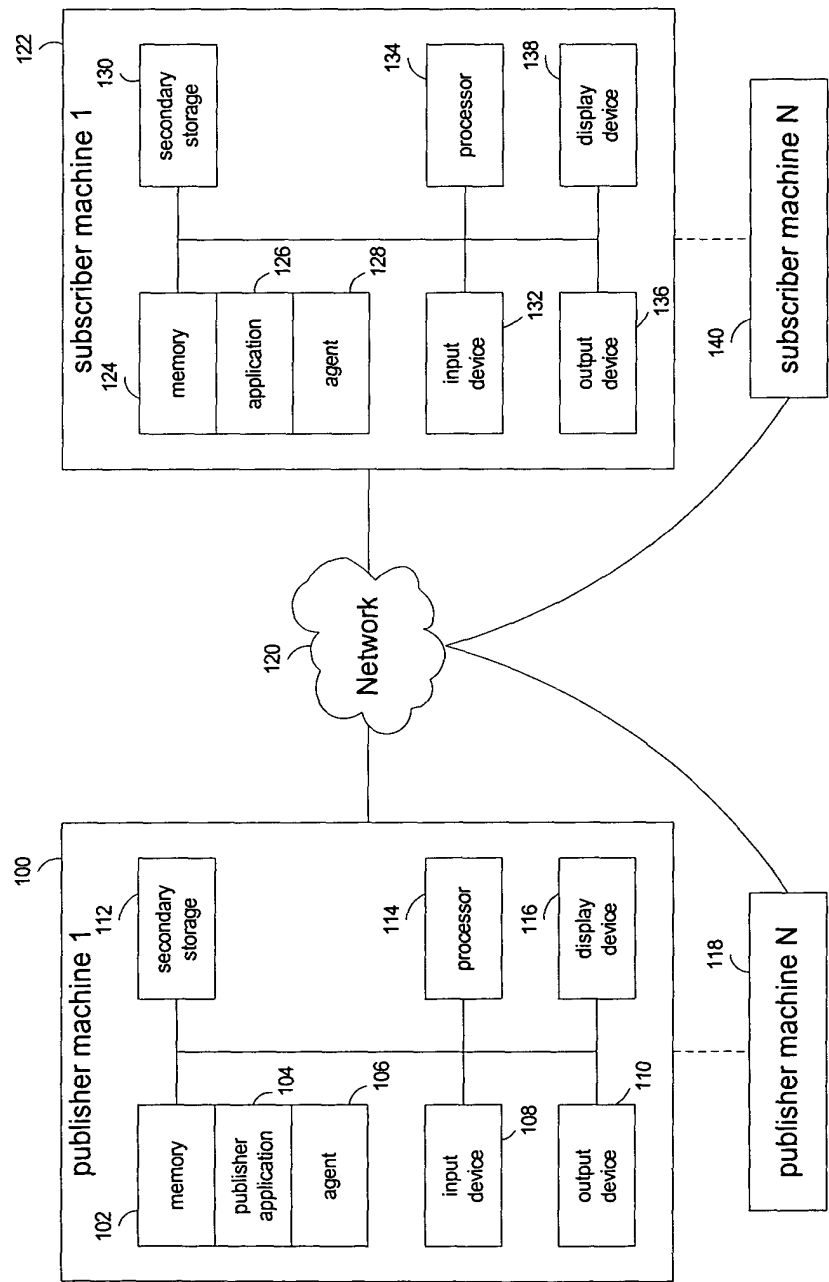 100
publisher machine 1
102
memory
104
publisher
application
106
agent
112
secondary
storage
108
input
device
114
processor
110
output
device
116
display
device
118
publisher machine N
120
Network
122
subscriber machine 1
124
memory
126
application
128
agent
130
secondary
storage
132
input
device
134
processor
136
output
device
138
display
device
140
subscriber machine N